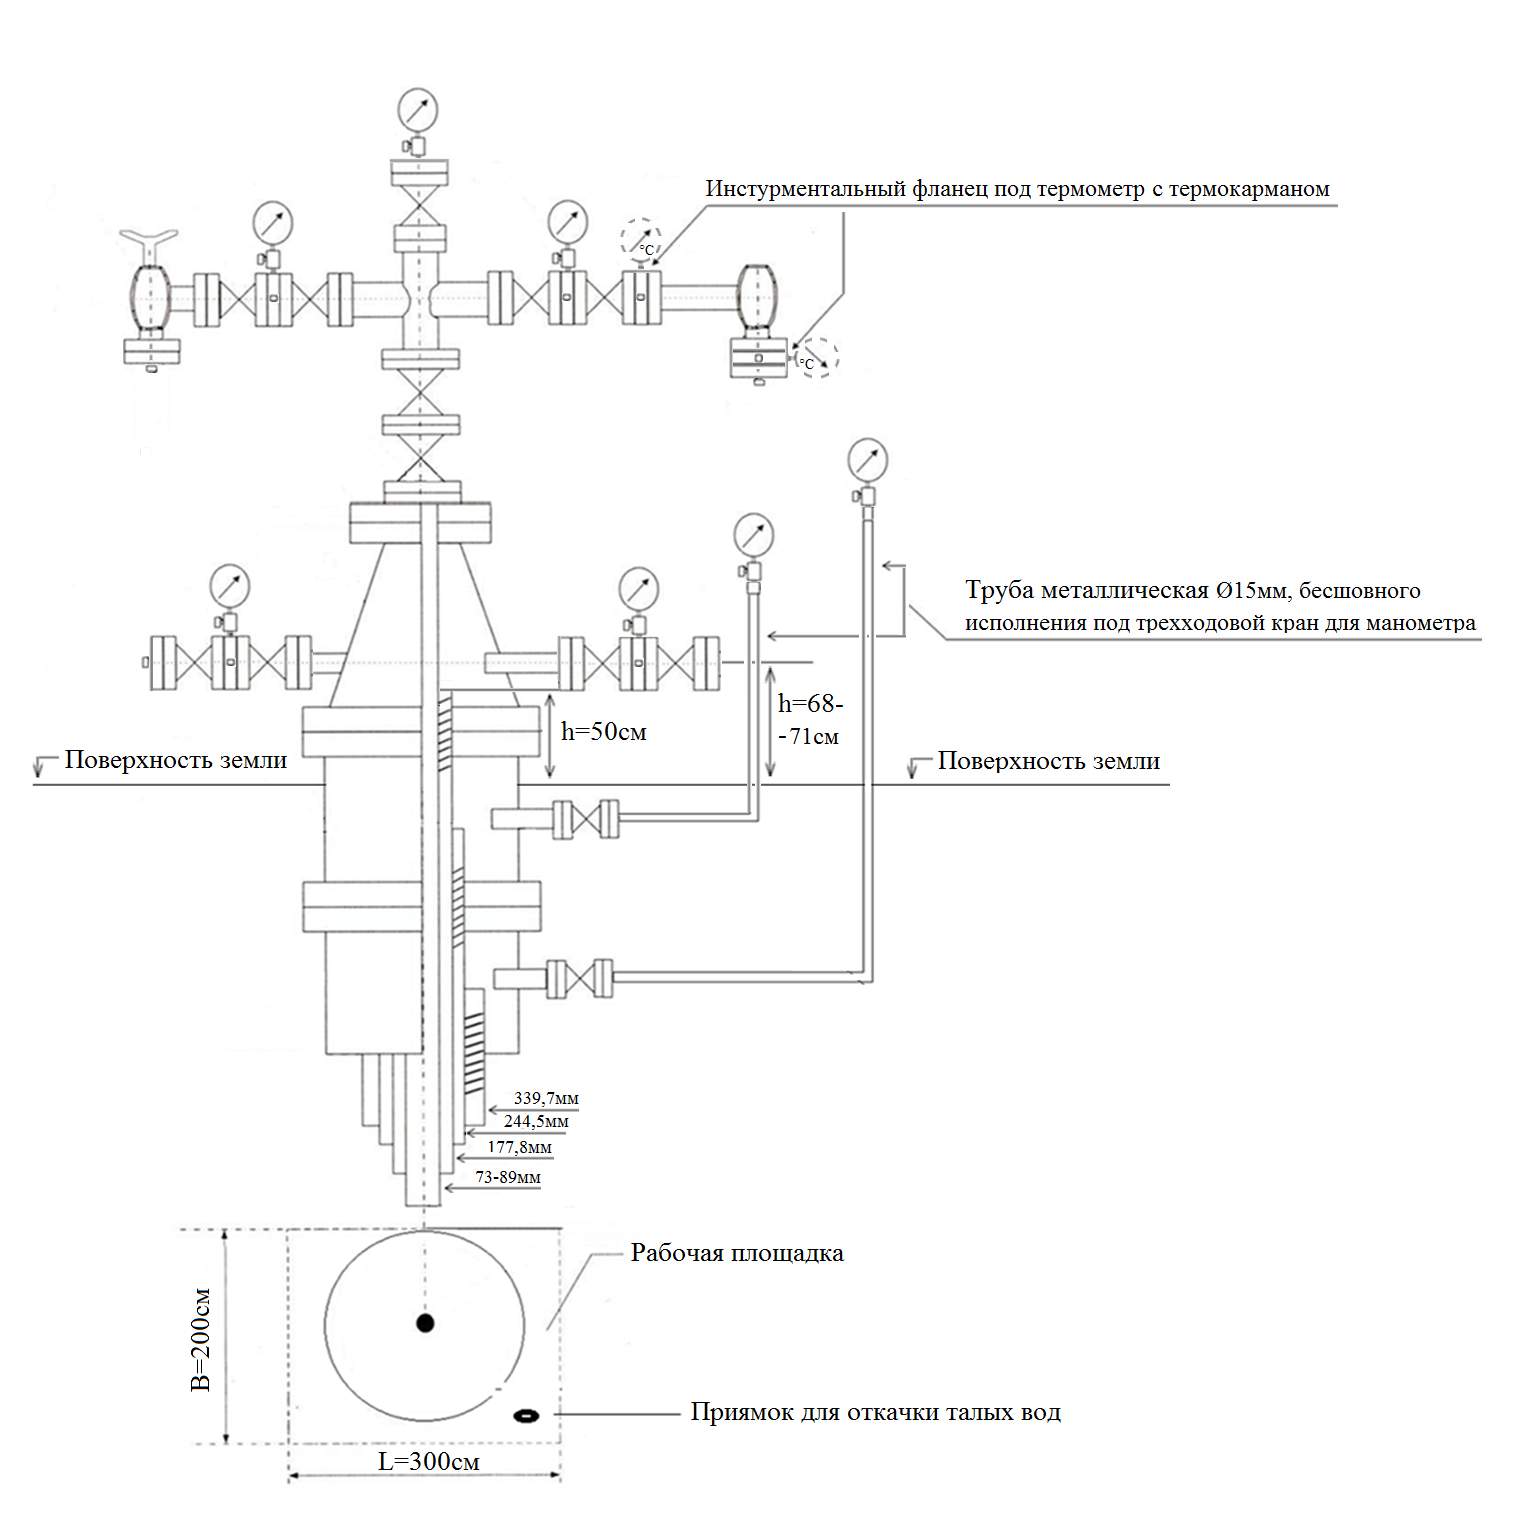 Инстурментальный фланец под термометр с термокарманом
°C
°C
Труба металлическая Ø15мм, бесшовного
исполнения под трехходовой кран для манометра
h=68-
-71см
h=50см
Поверхность земли
Поверхность земли
339,7мм
244,5мм
177,8мм
73-89мм
Рабочая площадка
B=200см
Приямок для откачки талых вод
L=300см